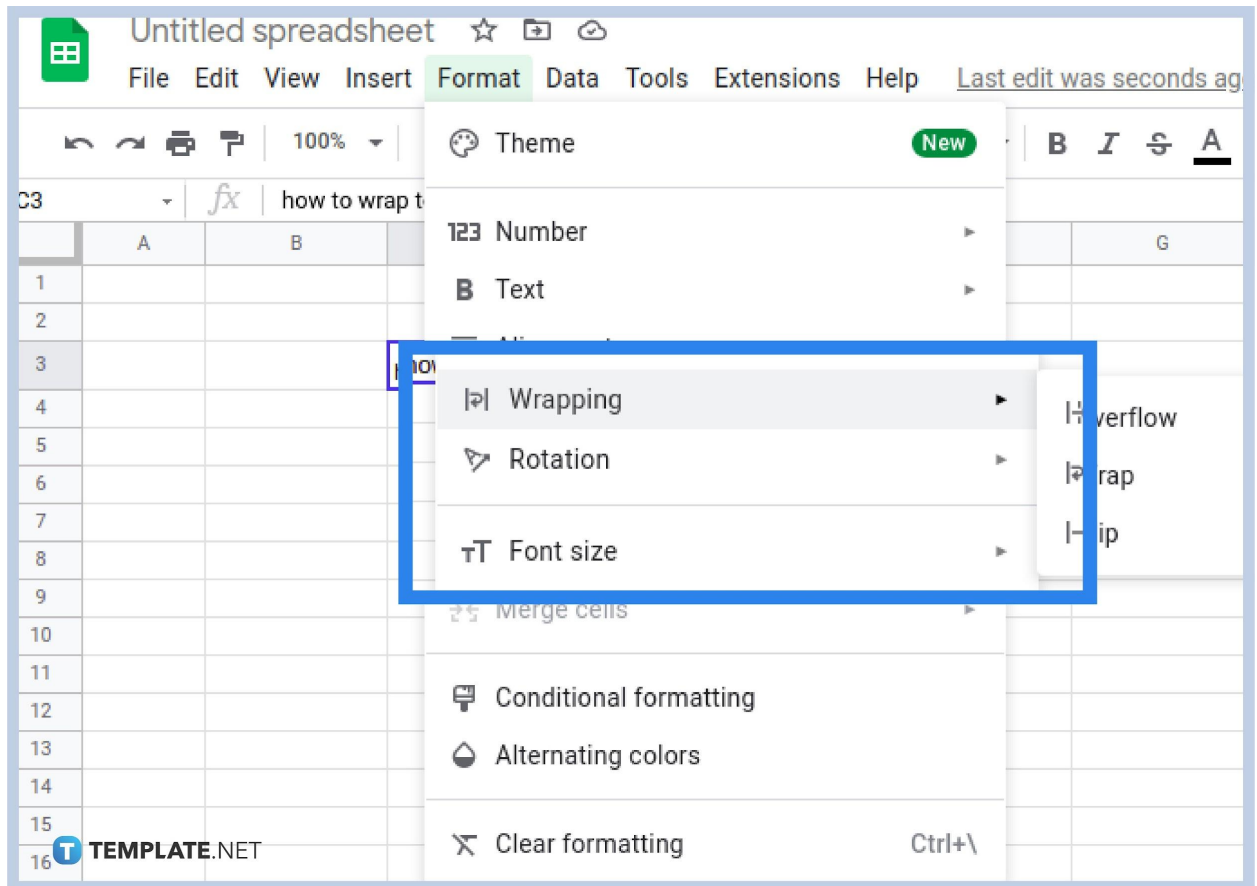 Untitled spreadsheet
File Edit View Insert Format Data Tools Extensions Help Last edit was seconds ag
100% B I S A
C3 fx how to wrap t
A B G
Theme New
123 Number
B Text
Wrapping
Rotation
Font size
Merge cells
Conditional formatting
Alternating colors
Clear formatting Ctrl+\
verflow
rap
ip
1
2
3
4
5
6
7
8
9
10
11
12
13
14
15
16
T TEMPLATE.NET